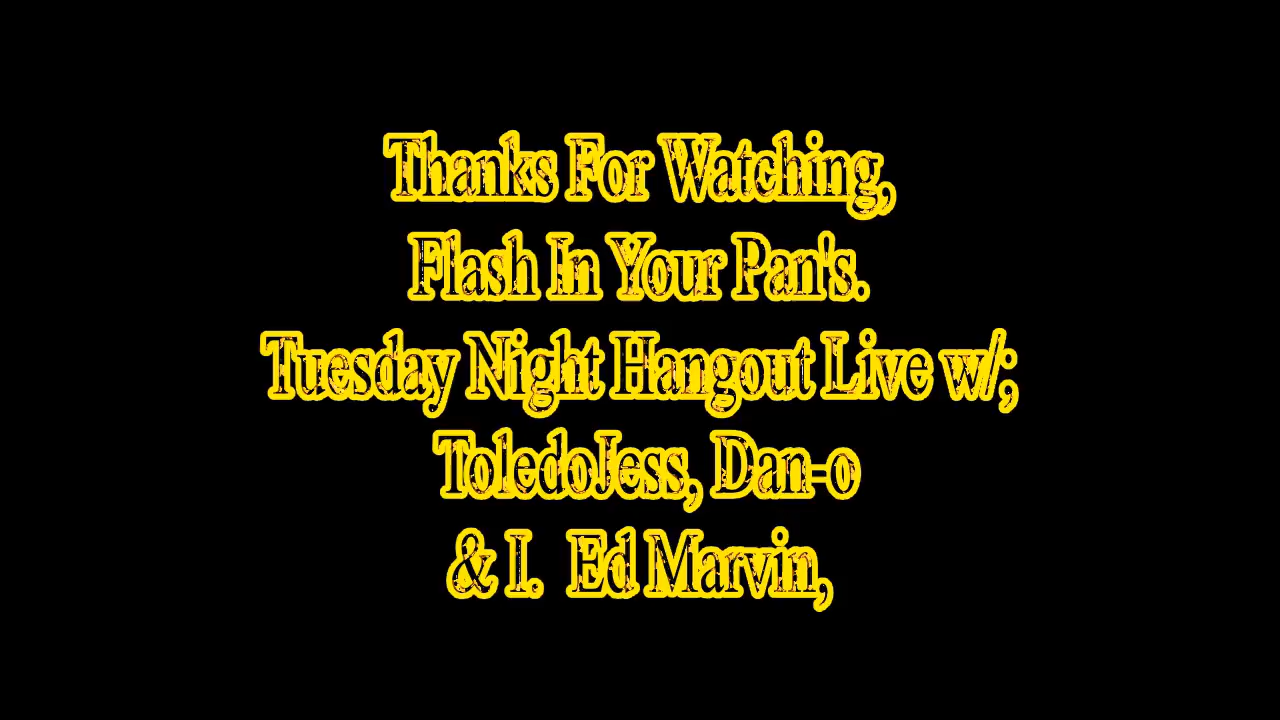 Thanks For Watching,
Flash In Your Pan's.
Tuesday Night Hangout Live w/;
ToledoJess, Dan-o
& I.  Ed Marvin,